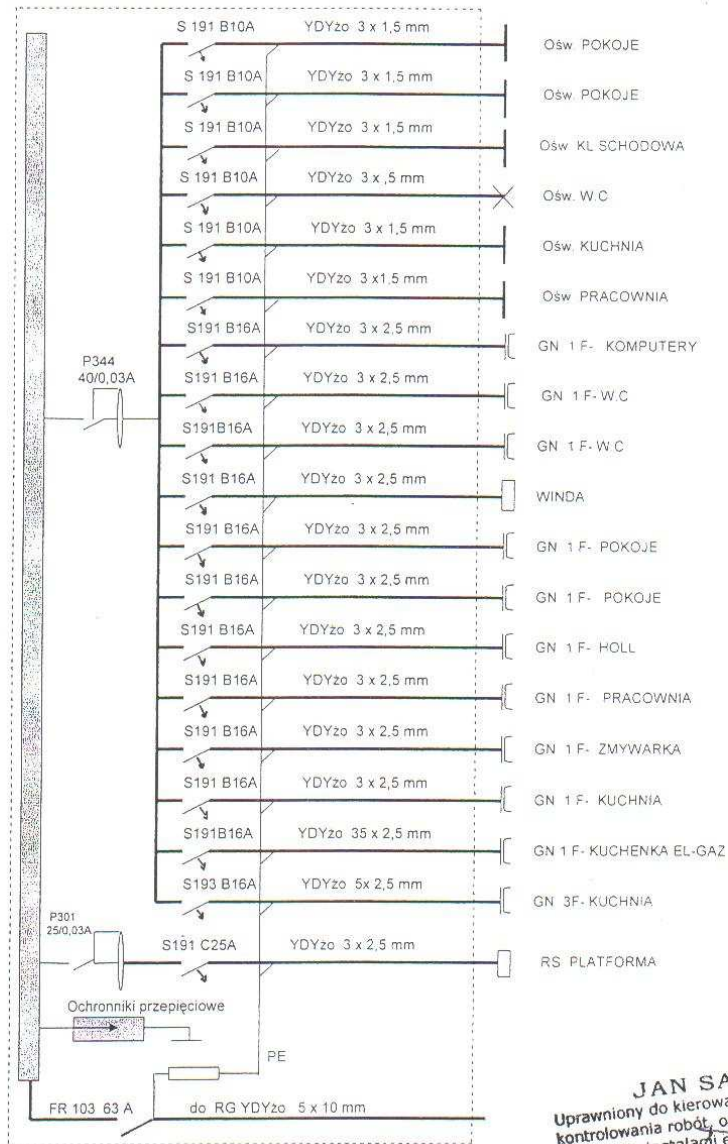 S 191 B10A YDYżo 3 x 1,5 mm Ośw. POKOJE
S 191 B10A YDYżo 3 x 1,5 mm Ośw. POKOJE
S 191 B10A YDYżo 3 x 1,5 mm Ośw. KL SCHODOWA
S 191 B10A YDYżo 3 x ,5 mm Ośw. W.C
S 191 B10A YDYżo 3 x 1,5 mm Ośw. KUCHNIA
S 191 B10A YDYżo 3 x1,5 mm Ośw PRACOWNIA
S191 B16A YDYżo 3 x 2,5 mm GN 1 F- KOMPUTERY
P344
40/0,03A
S191 B16A YDYżo 3 x 2,5 mm GN 1 F- W.C
S191B16A YDYżo 3 x 2,5 mm GN 1 F- W.C
S191 B16A YDYżo 3 x 2,5 mm WINDA
S191 B16A YDYżo 3 x 2,5 mm GN 1 F- POKOJE
S191 B16A YDYżo 3 x 2,5 mm GN 1 F- POKOJE
S191 B16A YDYżo 3 x 2,5 mm GN 1 F- HOLL
S191 B16A YDYżo 3 x 2,5 mm GN 1 F- PRACOWNIA
S191 B16A YDYżo 3 x 2,5 mm GN 1 F- ZMYWARKA
S191 B16A YDYżo 3 x 2,5 mm GN 1 F- KUCHNIA
S191B16A YDYżo 35 x 2,5 mm GN 1 F- KUCHENKA EL-GAZ
S193 B16A YDYżo 5x 2,5 mm GN 3F- KUCHNIA
P301
25/0,03A
S191 C25A YDYżo 3 x 2,5 mm RS PLATFORMA
Ochronniki przepięciowe
PE
FR 103 63 A do RG YDYżo 5 x 10 mm
JAN SA
Uprawniony do kierowa
kontrolowania robót